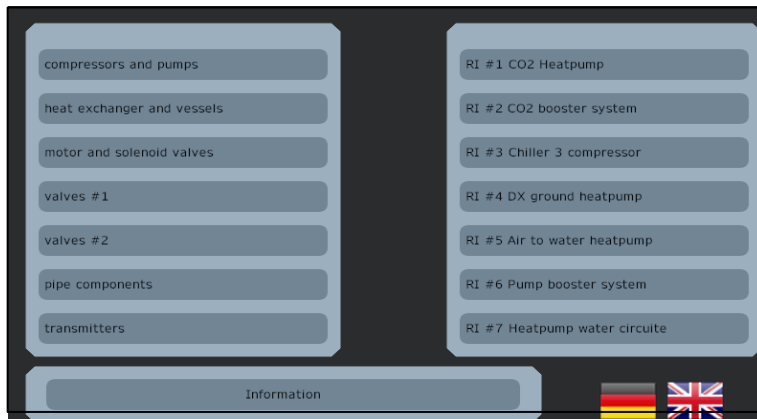 compressors and pumps
heat exchanger and vessels
motor and solenoid valves
valves #1
valves #2
pipe components
transmitters
RI #1 CO2 Heatpump
RI #2 CO2 booster system
RI #3 Chiller 3 compressor
RI #4 DX ground heatpump
RI #5 Air to water heatpump
RI #6 Pump booster system
RI #7 Heatpump water circuite
Information